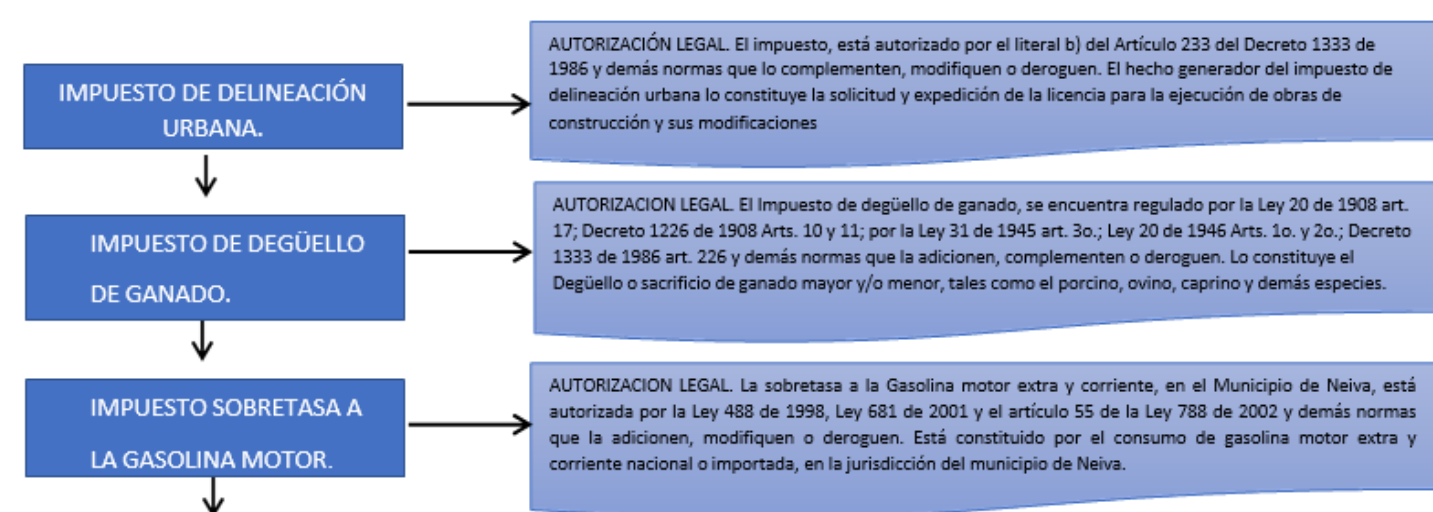 IMPUESTO DE DELINEACIÓN
URBANA.
AUTORIZACIÓN LEGAL. El impuesto, está autorizado por el literal b) del Artículo 233 del Decreto 1333 de
1986 y demás normas que lo complementen, modifiquen o deroguen. El hecho generador del impuesto de
delineación urbana lo constituye la solicitud y expedición de la licencia para la ejecución de obras de
construcción y sus modificaciones
IMPUESTO DE DEGÜELLO
DE GANADO.
AUTORIZACION LEGAL. El Impuesto de degüello de ganado, se encuentra regulado por la Ley 20 de 1908 art.
17; Decreto 1226 de 1908 Arts. 10 y 11; por la Ley 31 de 1945 art. 3o.; Ley 20 de 1946 Arts. 1o. y 2o.; Decreto
1333 de 1986 art. 226 y demás normas que la adicionen, complementen o deroguen. Lo constituye el
Degüello o sacrificio de ganado mayor y/o menor, tales como el porcino, ovino, caprino y demás especies.
IMPUESTO SOBRETASA A
LA GASOLINA MOTOR.
AUTORIZACION LEGAL. La sobretasa a la Gasolina motor extra y corriente, en el Municipio de Neiva, está
autorizada por la Ley 488 de 1998, Ley 681 de 2001 y el artículo 55 de la Ley 788 de 2002 y demás normas
que la adicionen, modifiquen o deroguen. Está constituido por el consumo de gasolina motor extra y
corriente nacional o importada, en la jurisdicción del municipio de Neiva.